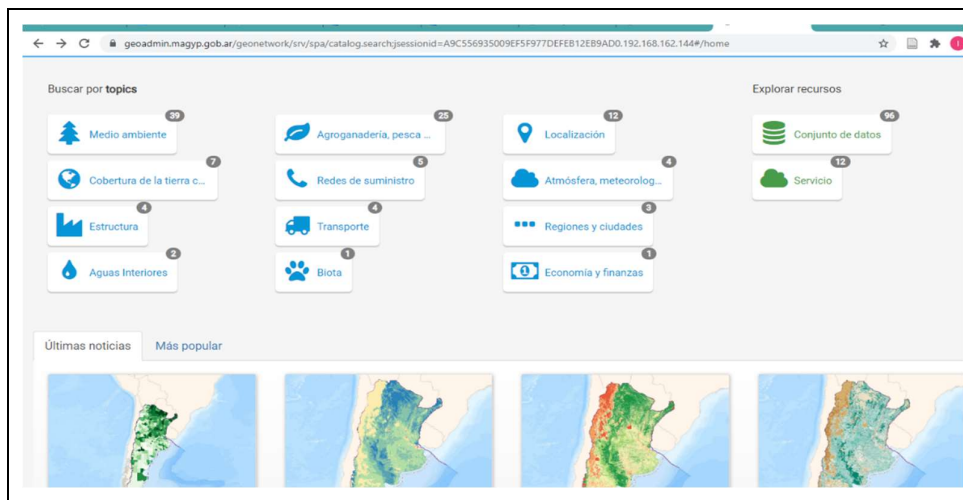 geoadmin.magyp.gob.ar/geonetwork/srv/spa/catalog.search;jsessionid=A9C556935009EF5F977DEFEB12EB9AD0.192.168.162.144#/home
Buscar por topics
Explorar recursos
39
25
12
96
Medio ambiente
Agroganadería, pesca ...
Localización
Conjunto de datos
7
5
4
12
Cobertura de la tierra c...
Redes de suministro
Atmósfera, meteorolog...
Servicio
4
4
3
Estructura
Transporte
Regiones y ciudades
2
1
1
Aguas Interiores
Biota
Economía y finanzas
Últimas noticias
Más popular